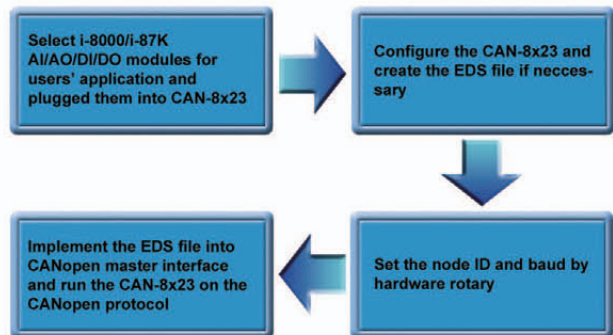 Select i-8000/i-87K
AI/AO/DI/DO modules for
users' application and
plugged them into CAN-8x23
Configure the CAN-8x23 and
create the EDS file if necces-
sary
Set the node ID and baud by
hardware rotary
Implement the EDS file into
CANopen master interface
and run the CAN-8x23 on the
CANopen protocol